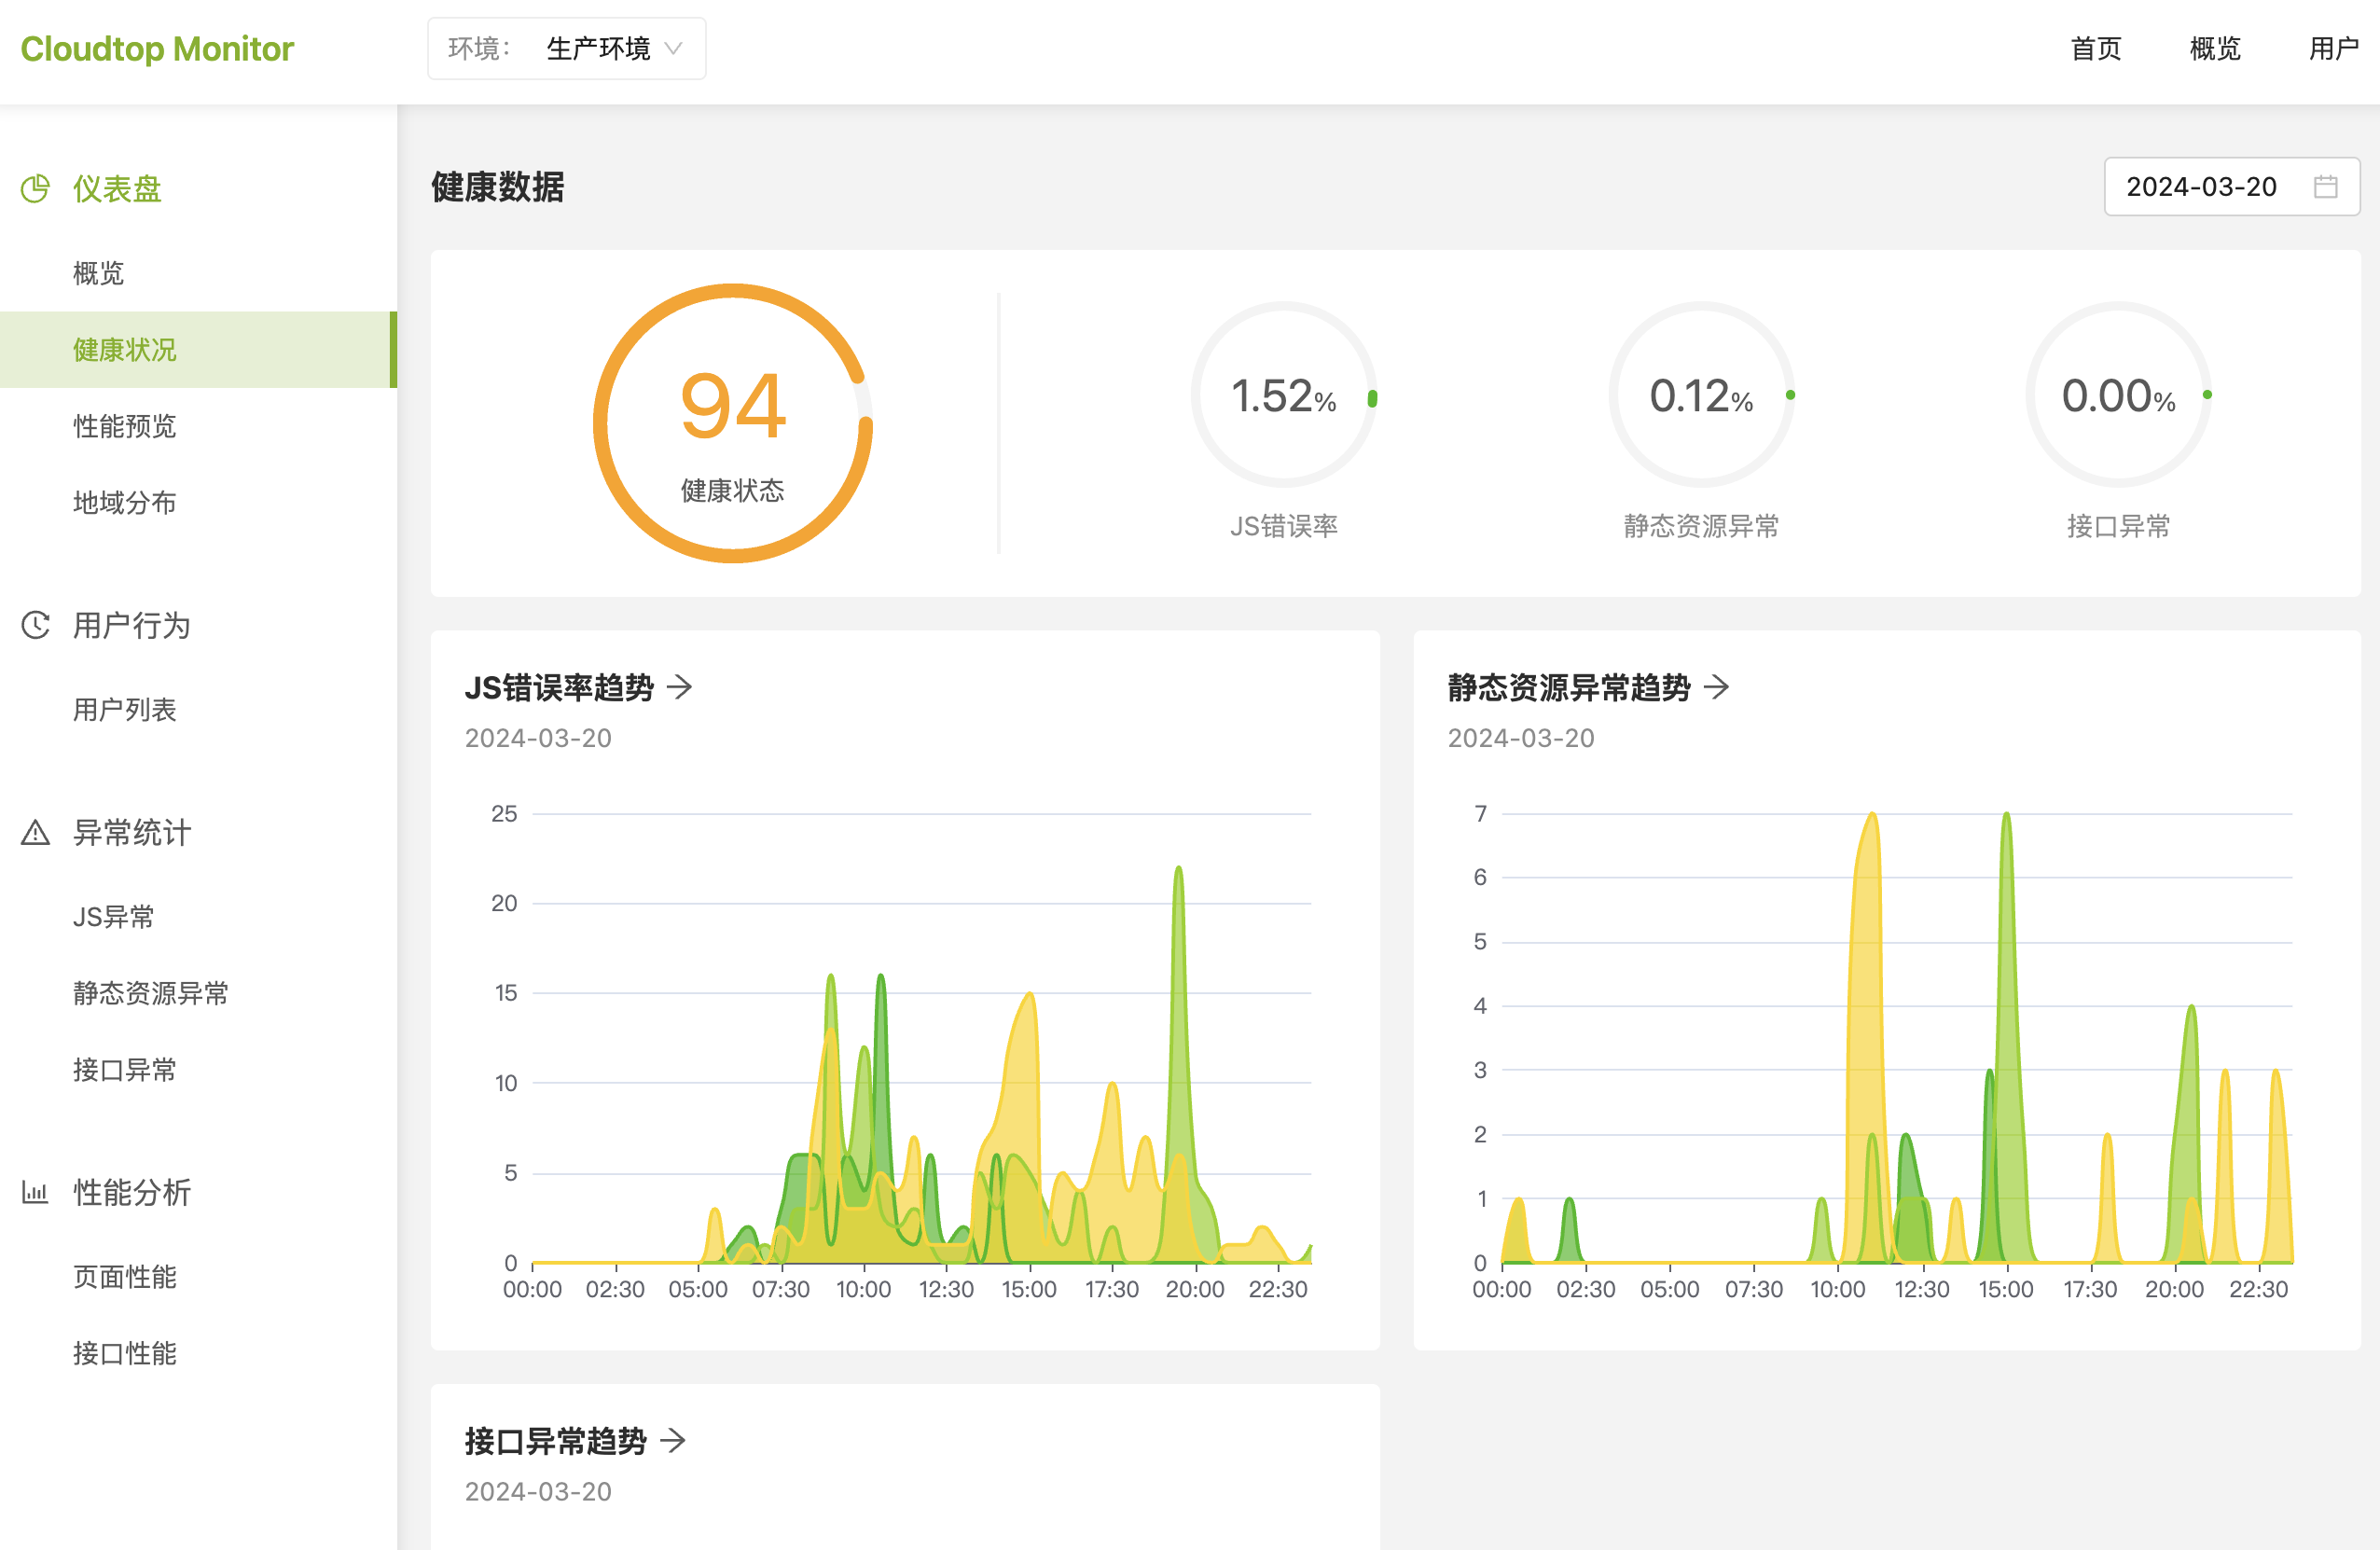 Cloudtop Monitor
环境： 生产环境
首页 概览 用户
仪表盘
概览
健康状况
性能预览
地域分布
用户行为
用户列表
异常统计
JS异常
静态资源异常
接口异常
性能分析
页面性能
接口性能
健康数据
2024-03-20
94
健康状态
1.52%
JS错误率
0.12%
静态资源异常
0.00%
接口异常
JS错误率趋势
2024-03-20
25
20
15
10
5
0
00:00 02:30 05:00 07:30 10:00 12:30 15:00 17:30 20:00 22:30
静态资源异常趋势
2024-03-20
7
6
5
4
3
2
1
0
00:00 02:30 05:00 07:30 10:00 12:30 15:00 17:30 20:00 22:30
接口异常趋势
2024-03-20